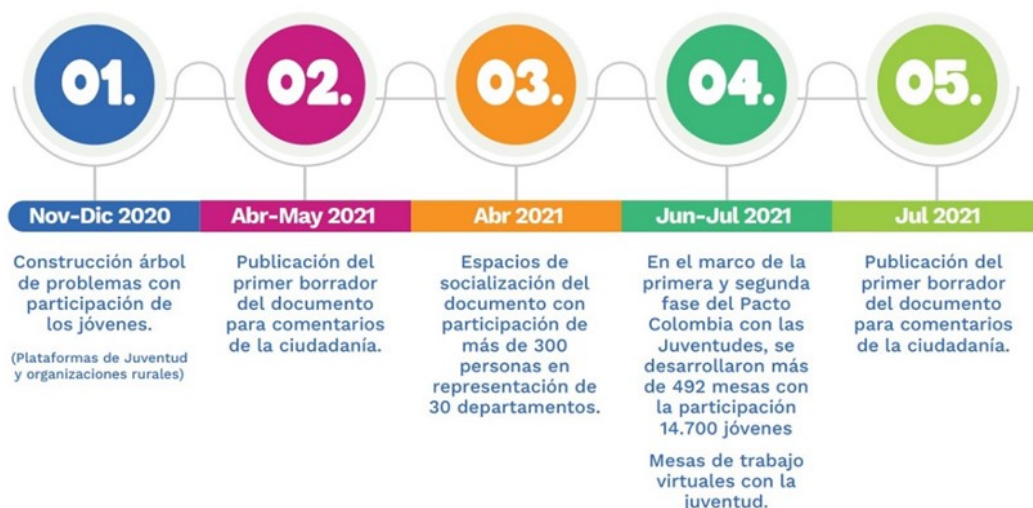 01.
Nov-Dic 2020
Construcción árbol
de problemas con
participación de
los jóvenes.
(Plataformas de Juventud
y organizaciones rurales)
02.
Abr-May 2021
Publicación del
primer borrador
del documento
para comentarios
de la ciudadanía.
03.
Abr 2021
Espacios de
socialización del
documento con
participación de
más de 300
personas en
representación de
30 departamentos.
04.
Jun-Jul 2021
En el marco de la
primera y segunda
fase del Pacto
Colombia con las
Juventudes, se
desarrollaron más
de 492 mesas con
la participación
14.700 jóvenes
Mesas de trabajo
virtuales con la
juventud.
05.
Jul 2021
Publicación del
primer borrador
del documento
para comentarios
de la ciudadanía.